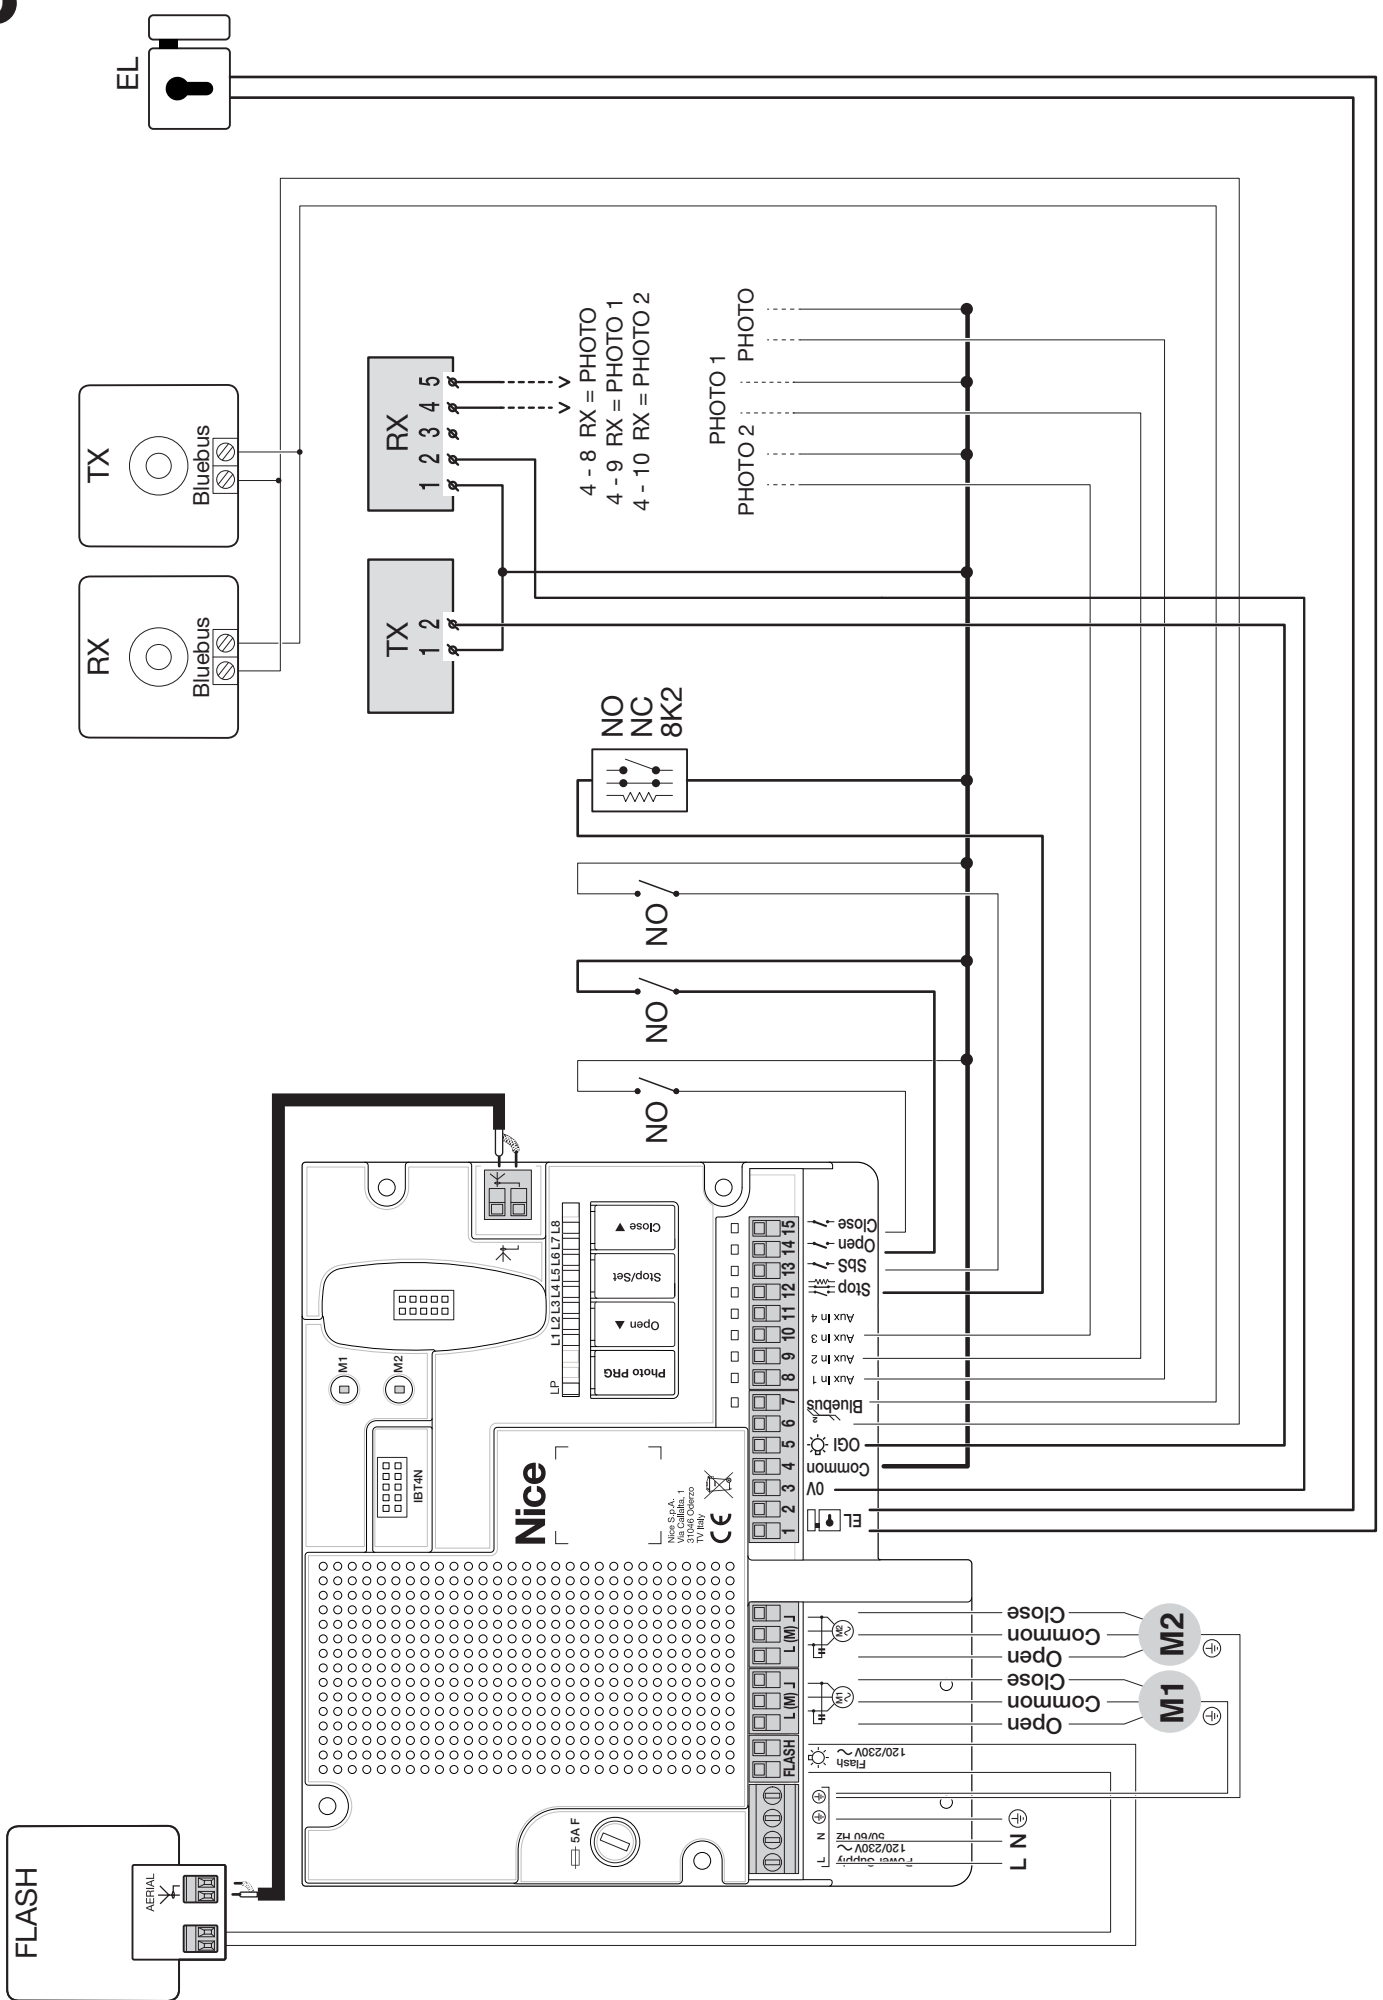 EL
TX
Bluebus
RX
Bluebus
RX
1 2 3 4 5
TX
1 2
4 - 8 RX = PHOTO
4 - 9 RX = PHOTO 1
4 - 10 RX = PHOTO 2
PHOTO 2
PHOTO 1
PHOTO
NO
NC
8K2
NO
NO
NO
M1
M2
IBT4N
LP
L1 L2 L3 L4 L5 L6 L7 L8
Photo PRG
Open ▲
Stop/Set
Close ▼
Nice
Nice S.p.A.
Via Callalta, 1
31046 Oderzo
TV Italy
CE
5A F
FLASH
L (M)
L (M)
1 2 3 4 5 6 7 8 9 10 11 12 13 14 15
EL
0V
Common
OGI
2
Bluebus
Aux In 1
Aux In 2
Aux In 3
Aux In 4
Stop
SbS
Open
Close
L
N
Power Supply
120/230V
50/60 Hz
Flash
120/230V
M1
M2
L N
Open
Common
Close
Open
Common
Close
M1
M2
FLASH
AERIAL